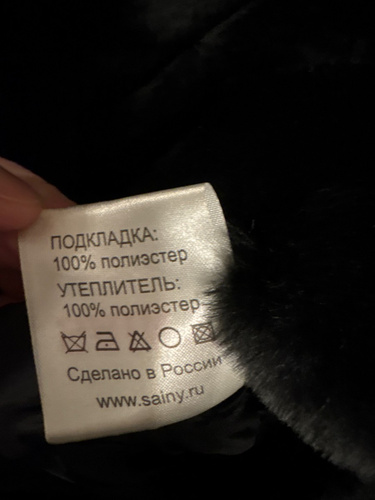 ПОДКЛАДКА:
100% полиэстер
УТЕПЛИТЕЛЬ:
100% полиэстер
Сделано в России
www.sainy.ru